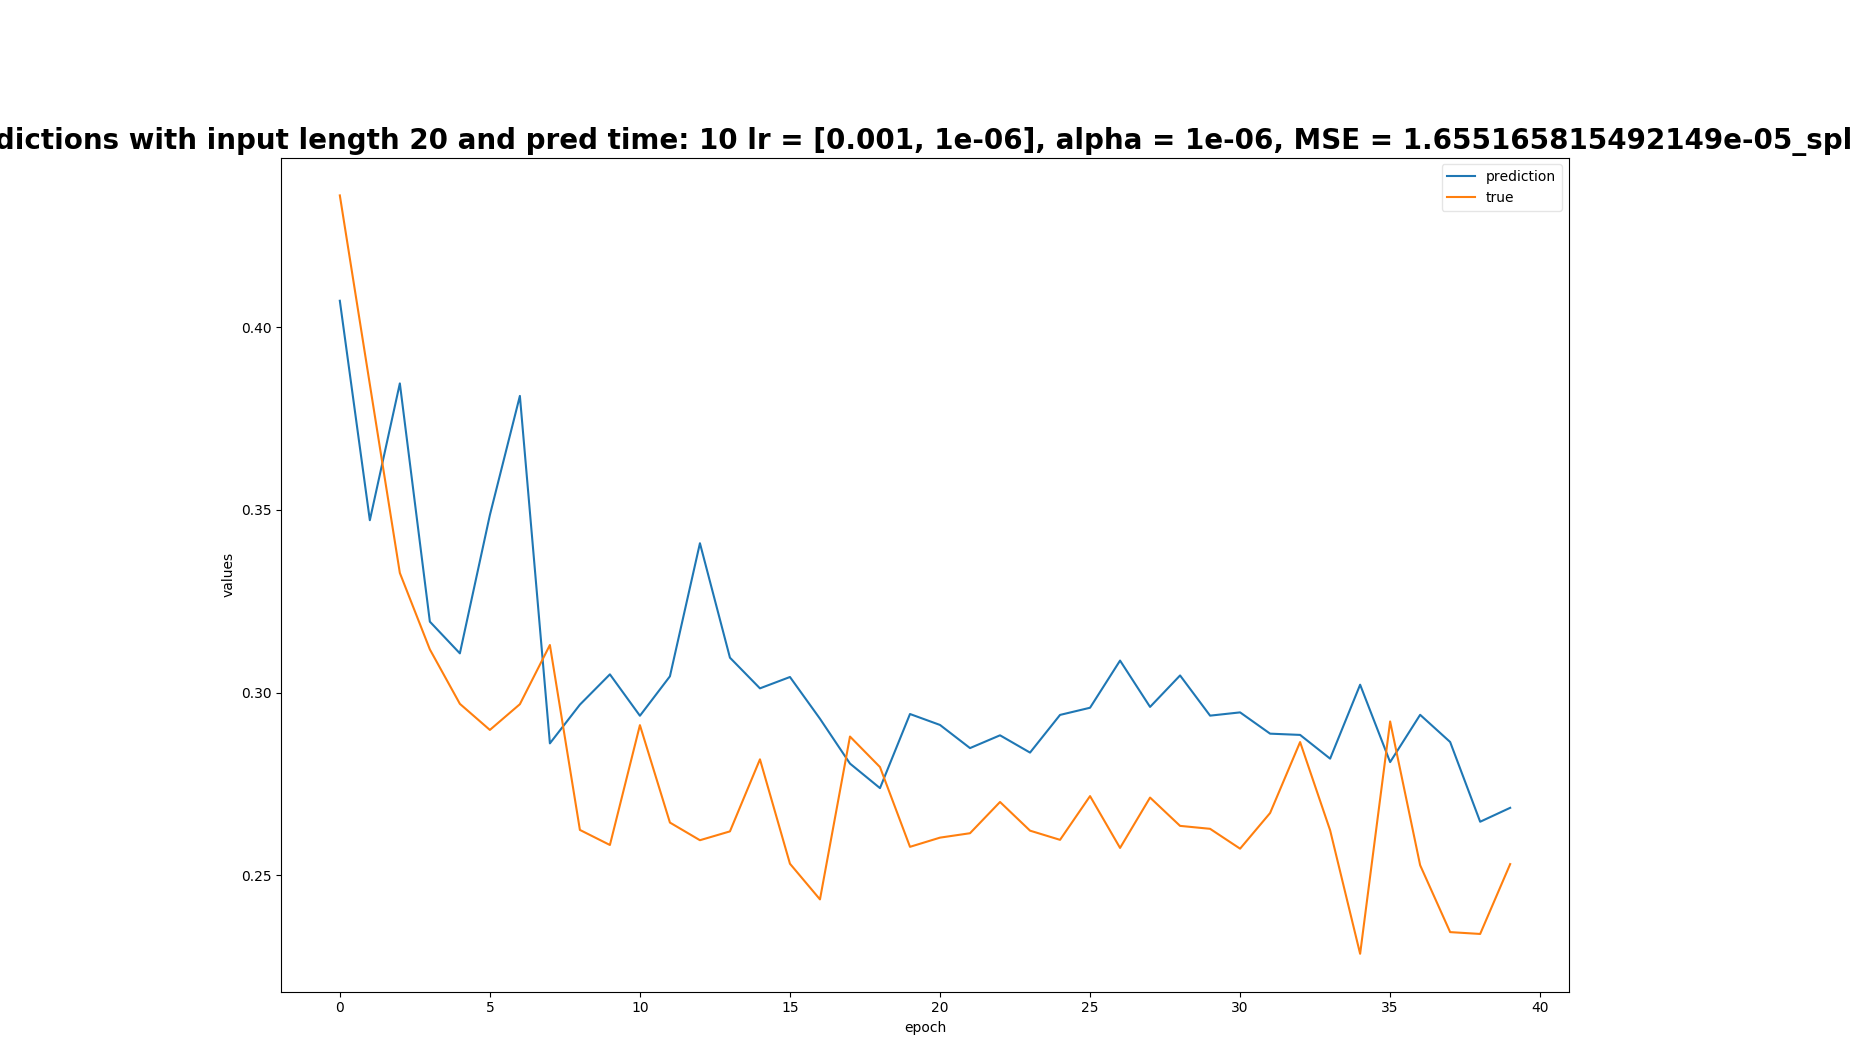 dictions with input length 20 and pred time: 10 lr = [0.001, 1e-06], alpha = 1e-06, MSE = 1.655165815492149e-05_spl
prediction
true
0.40
0.35
0.30
0.25
values
0 5 10 15 20 25 30 35 40
epoch